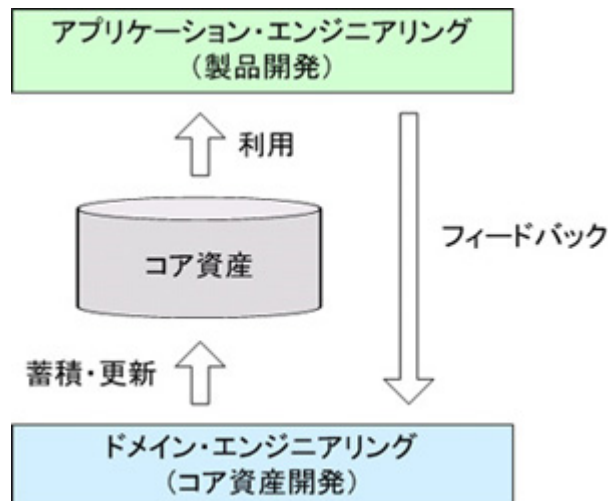 アプリケーション・エンジニアリング
(製品開発)
利用
コア資産
フィードバック
蓄積・更新
ドメイン・エンジニアリング
(コア資産開発)